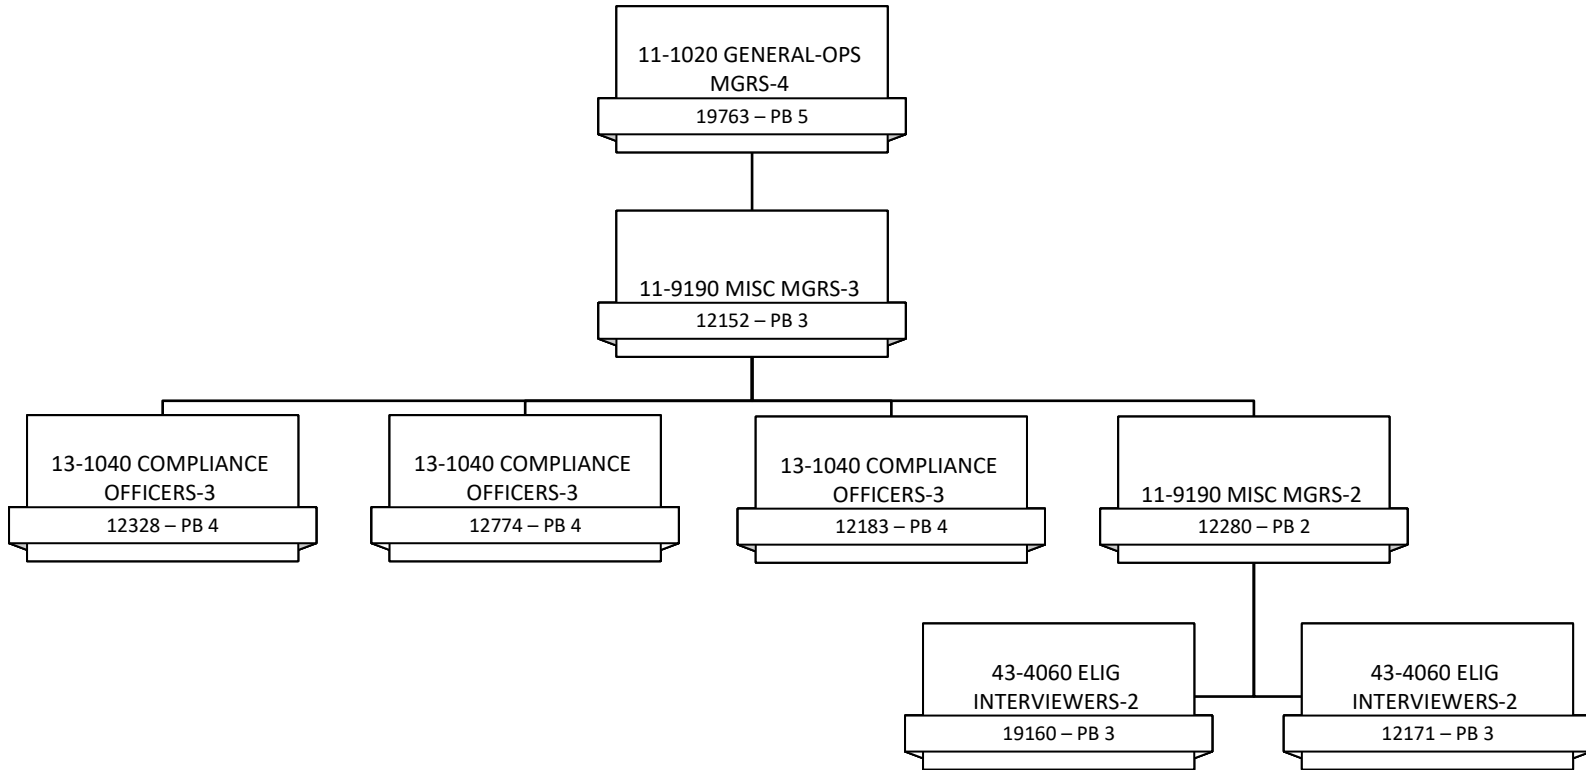 11-1020 GENERAL-OPS
MGRS-4
19763 – PB 5
11-9190 MISC MGRS-3
12152 – PB 3
13-1040 COMPLIANCE
OFFICERS-3
12328 – PB 4
13-1040 COMPLIANCE
OFFICERS-3
12774 – PB 4
13-1040 COMPLIANCE
OFFICERS-3
12183 – PB 4
11-9190 MISC MGRS-2
12280 – PB 2
43-4060 ELIG
INTERVIEWERS-2
19160 – PB 3
43-4060 ELIG
INTERVIEWERS-2
12171 – PB 3